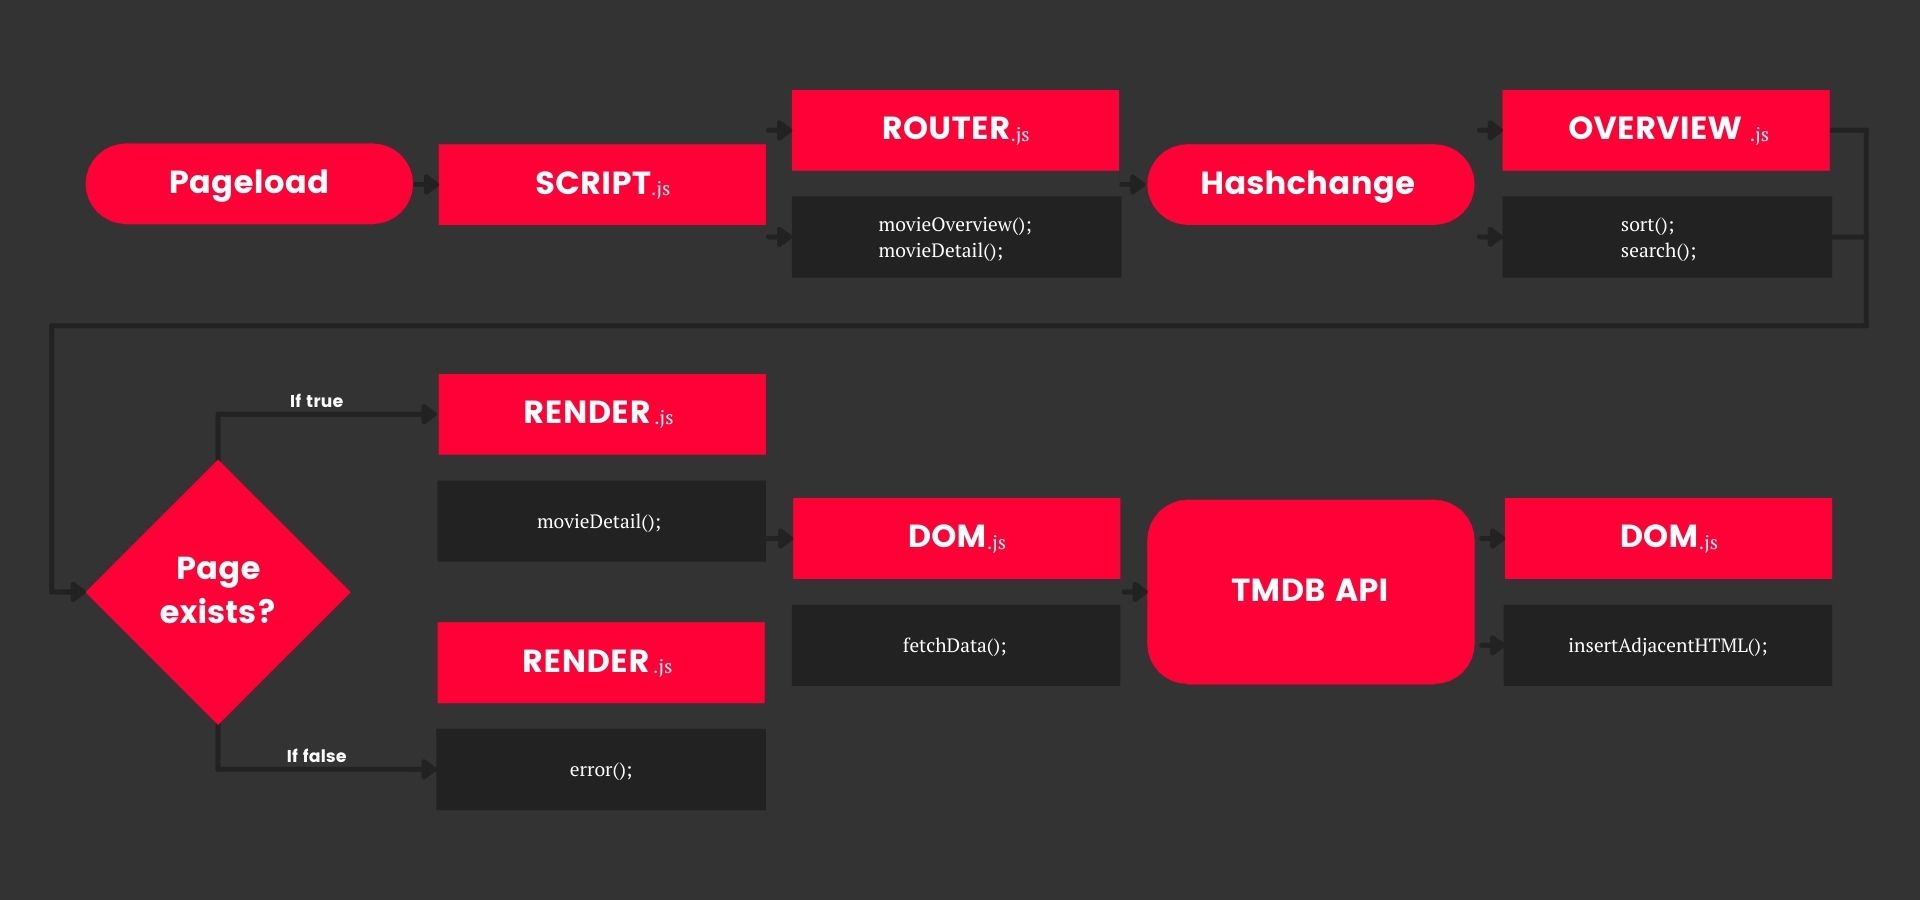 Pageload
SCRIPT.js
ROUTER.js
movieOverview();
movieDetail();
Hashchange
OVERVIEW .js
sort();
search();
If true
RENDER.js
movieDetail();
Page
exists?
RENDER.js
If false
error();
DOM.js
fetchData();
TMDB API
DOM.js
insertAdjacentHTML();